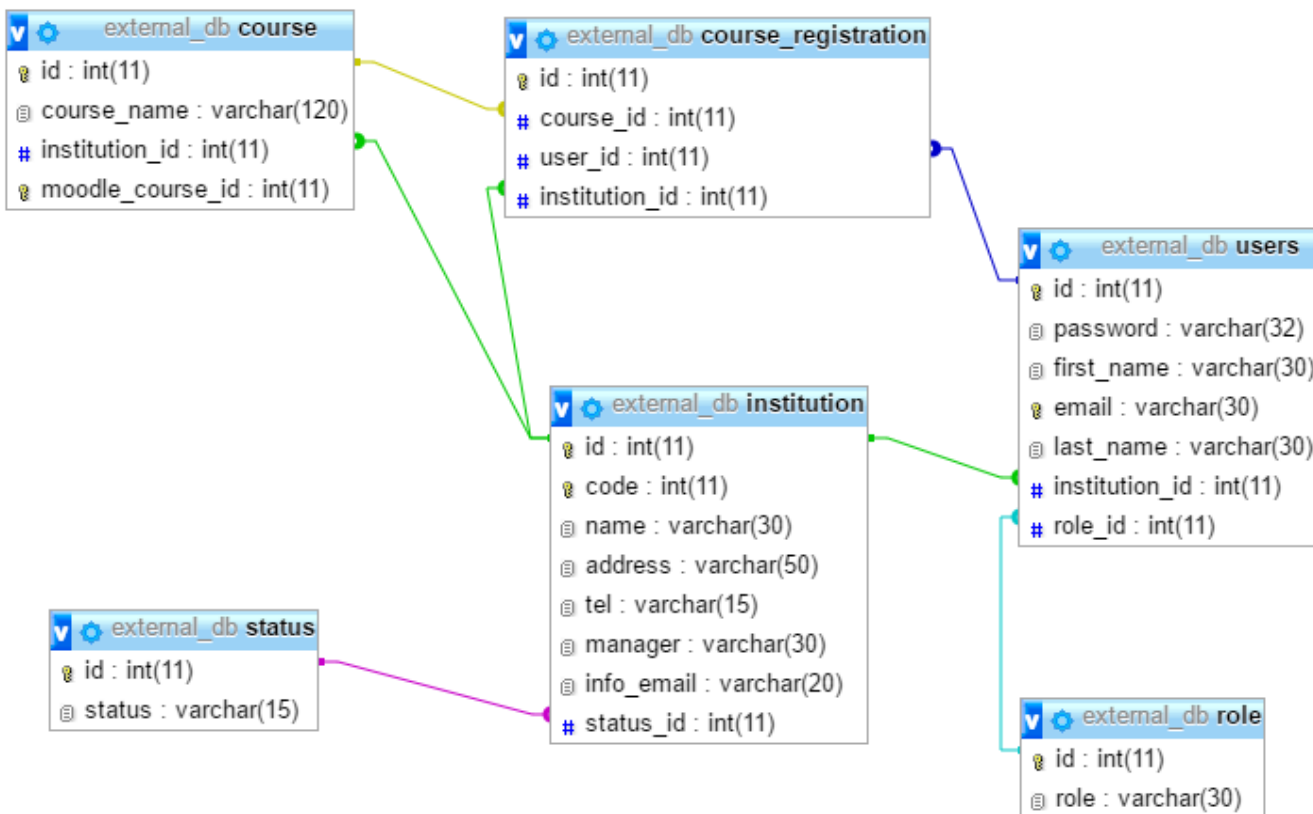 external_db course
id : int(11)
course_name : varchar(120)
institution_id : int(11)
moodle_course_id : int(11)
external_db course_registration
id : int(11)
course_id : int(11)
user_id : int(11)
institution_id : int(11)
external_db users
id : int(11)
password : varchar(32)
first_name : varchar(30)
email : varchar(30)
last_name : varchar(30)
institution_id : int(11)
role_id : int(11)
external_db institution
id : int(11)
code : int(11)
name : varchar(30)
address : varchar(50)
tel : varchar(15)
manager : varchar(30)
info_email : varchar(20)
status_id : int(11)
external_db status
id : int(11)
status : varchar(15)
external_db role
id : int(11)
role : varchar(30)